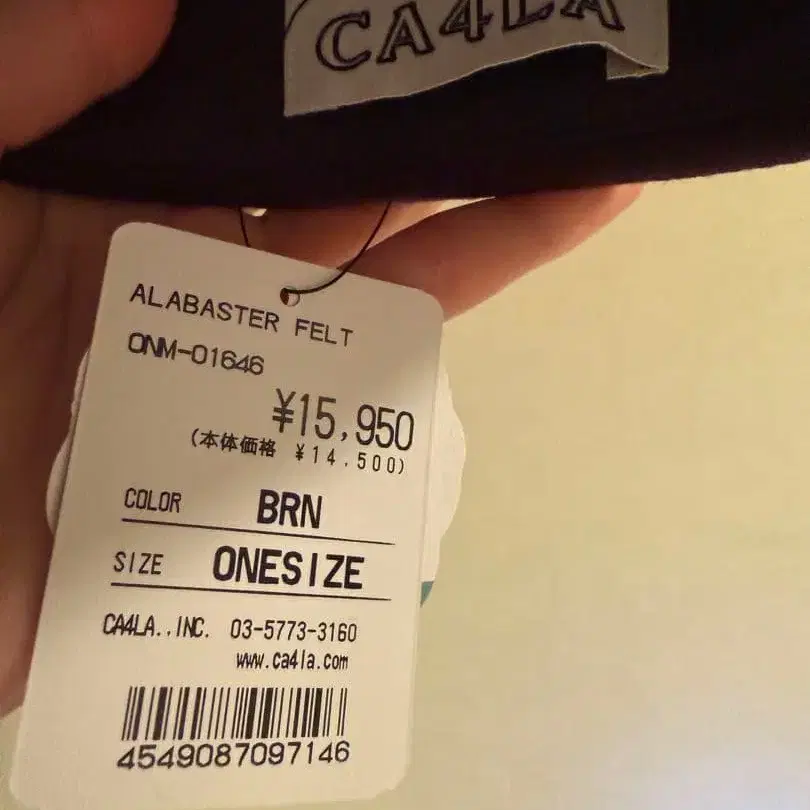 CA4LA
ALABASTER FELT
ONM-01646
¥15,950
(本体価格 ¥14,500)
COLOR BRN
SIZE ONESIZE
CA4LA.,INC. 03-5773-3160
www.ca4la.com
4549087097146